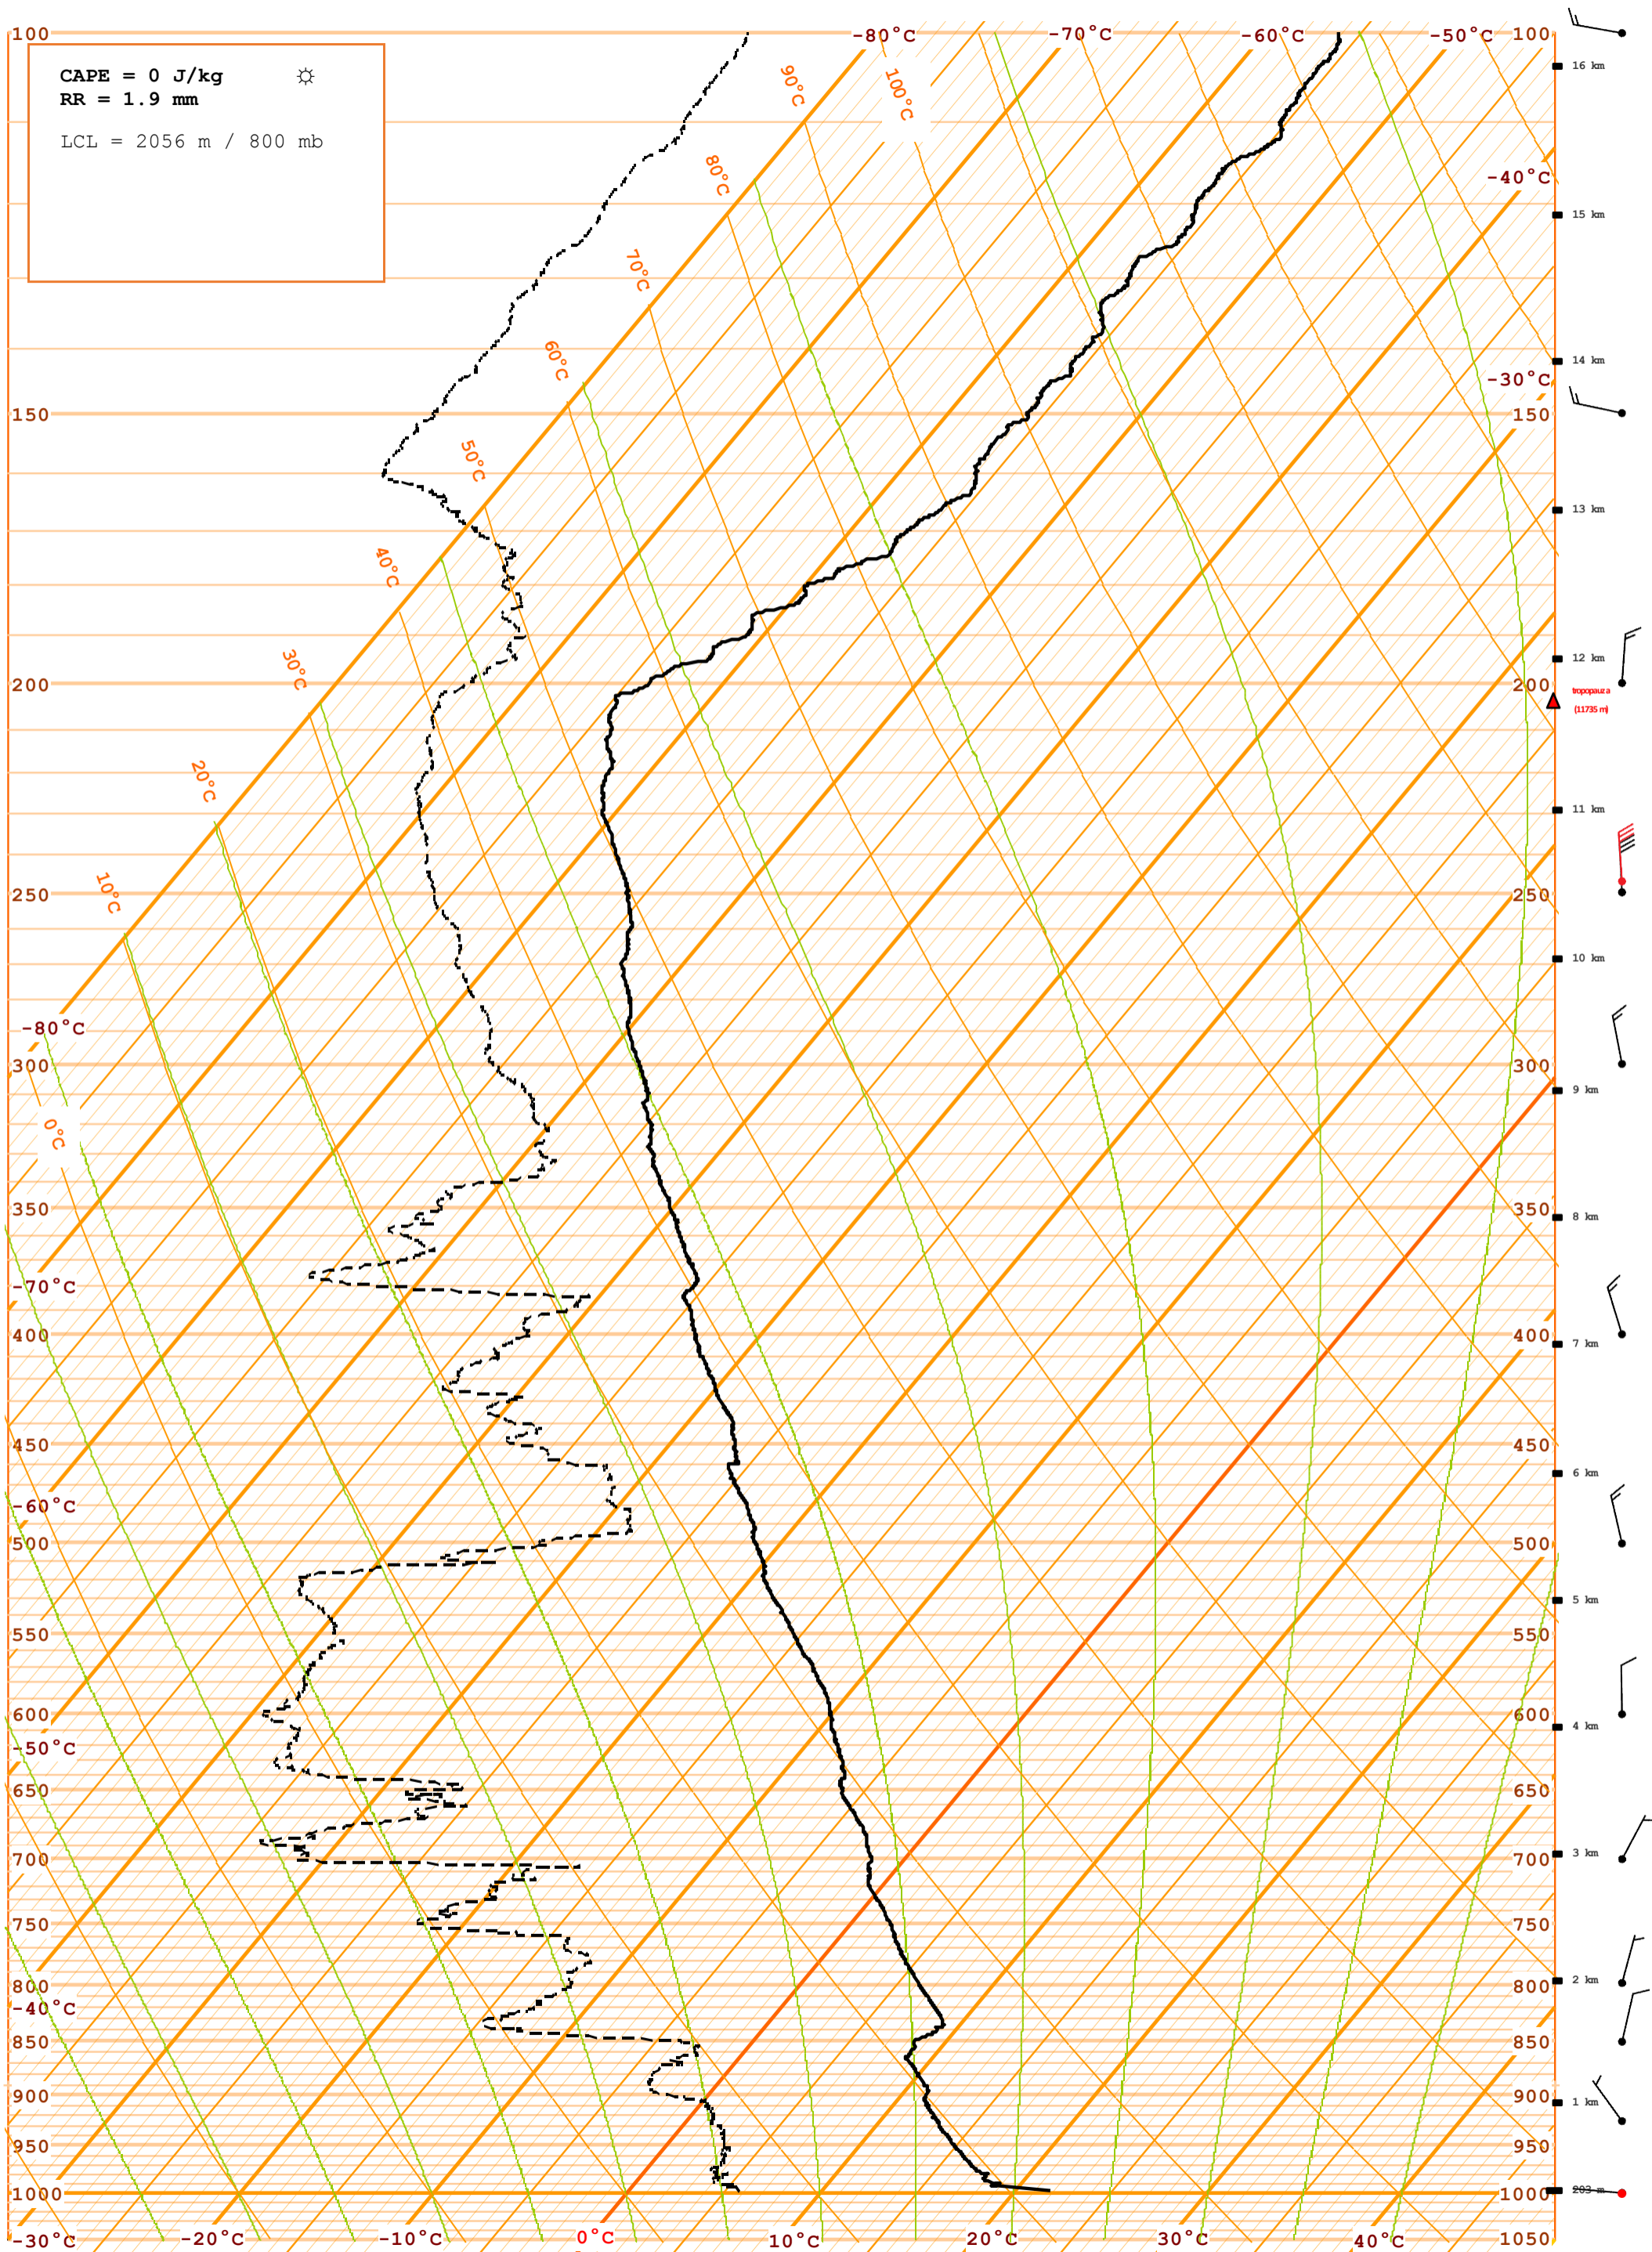 100 -80°C -70°C -60°C -50°C 100
16 km
CAPE = 0 J/kg ☼
RR = 1.9 mm
LCL = 2056 m / 800 mb
90°C 100°C
80°C -40°C
15 km
70°C
60°C 14 km
-30°C
150 150
50°C
13 km
40°C
30°C 12 km
200 200
tropopauza
(11735 m)
20°C
11 km
10°C
250 250
10 km
-80°C
300 300
9 km
0°C
350 350
8 km
-70°C
400 400
7 km
450 450
6 km
-60°C
500 500
5 km
550 550
600 600
4 km
-50°C
650 650
700 700
3 km
750 750
800 800
2 km
-40°C
850 850
900 900
1 km
950 950
1000 1000 203 m
-30°C -20°C -10°C 0°C 10°C 20°C 30°C 40°C 1050